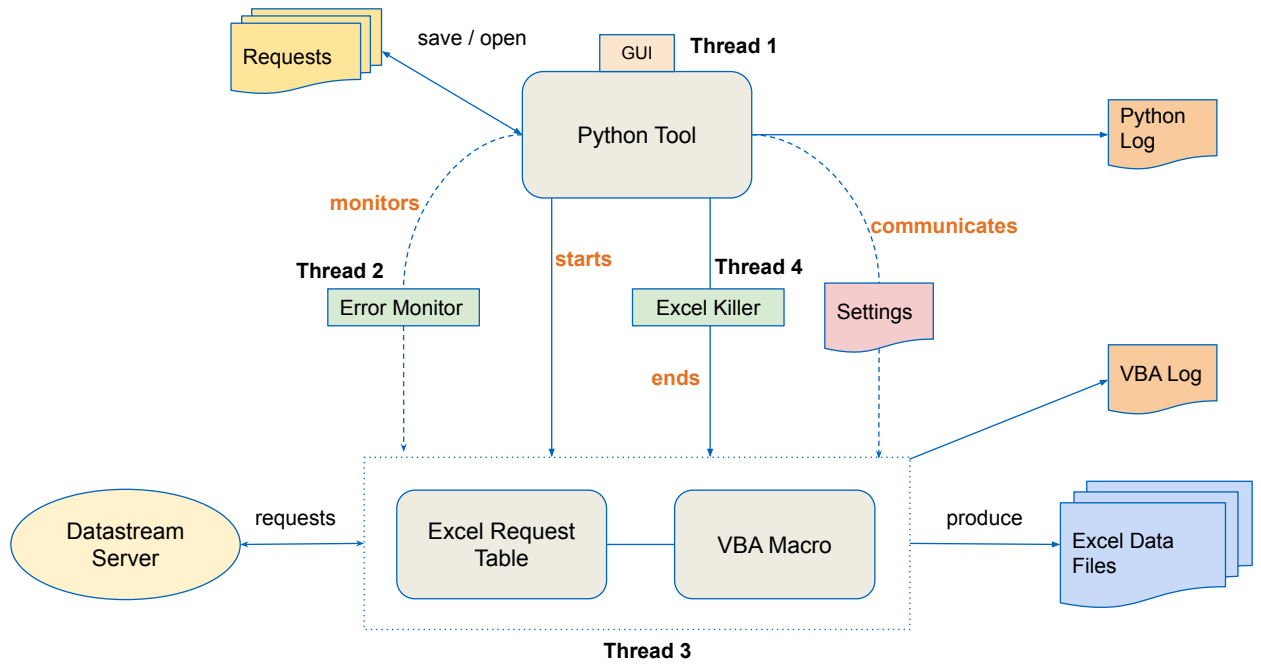 save / open
GUI
Thread 1
Requests
Python Tool
Python
Log
monitors
communicates
starts
Thread 2
Thread 4
Error Monitor
Excel Killer
Settings
ends
VBA Log
Datastream
Server
requests
Excel Request
Table
VBA Macro
produce
Excel Data
Files
Thread 3